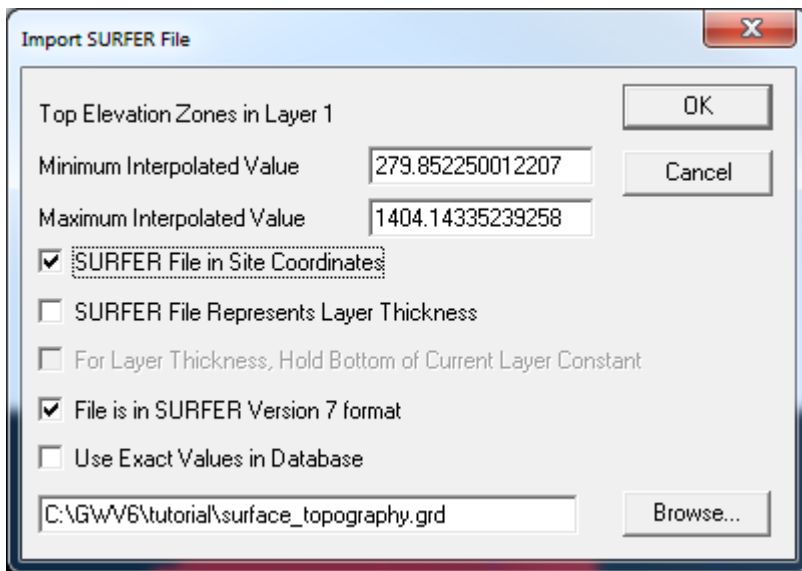 Import SURFER File
Top Elevation Zones in Layer 1
OK
Minimum Interpolated Value 279.852250012207
Cancel
Maximum Interpolated Value 1404.14335239258
SURFER File in Site Coordinates
SURFER File Represents Layer Thickness
For Layer Thickness, Hold Bottom of Current Layer Constant
File is in SURFER Version 7 format
Use Exact Values in Database
C:\GWV6\tutorial\surface_topography.grd Browse...